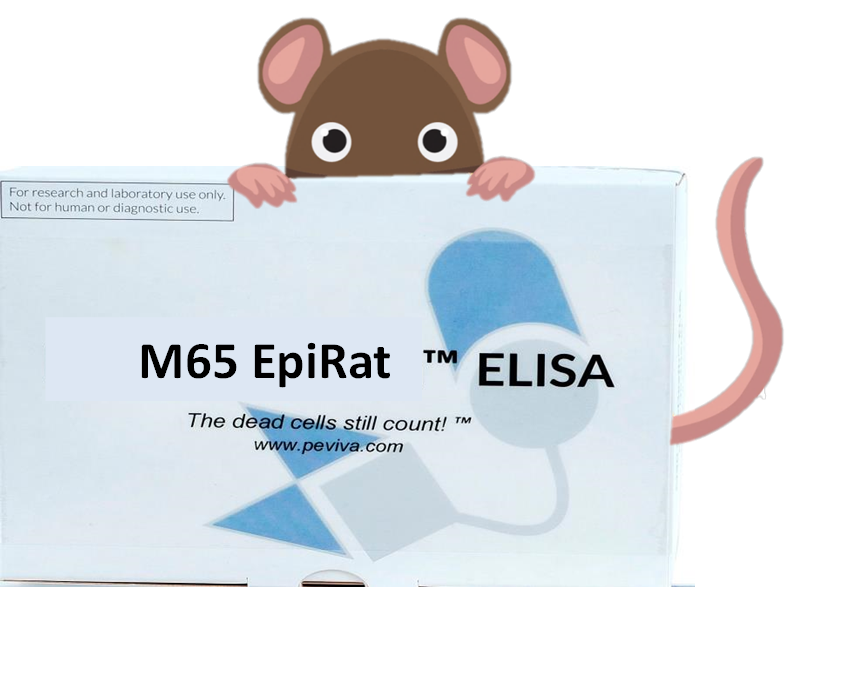 For research and laboratory use only.
Not for human or diagnostic use.
M65 EpiRat ™ ELISA
The dead cells still count! ™
www.peviva.com